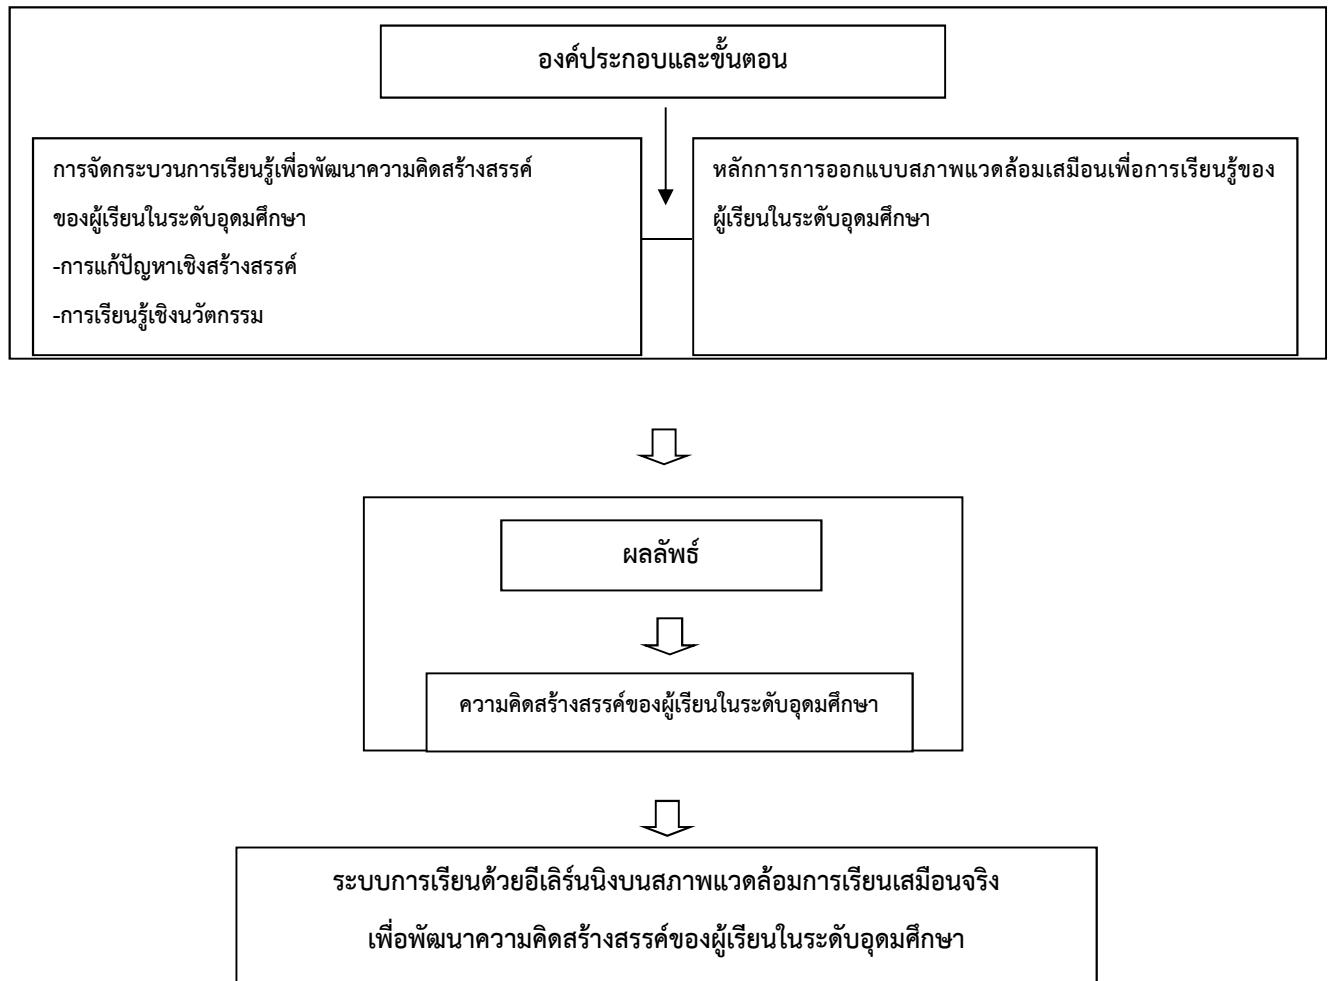 องค์ประกอบและขั้นตอน
การจัดกระบวนการเรียนรู้เพื่อพัฒนาความคิดสร้างสรรค์
ของผู้เรียนในระดับอุดมศึกษา
-การแก้ปัญหาเชิงสร้างสรรค์
-การเรียนรู้เชิงนวัตกรรม
หลักการการออกแบบสภาพแวดล้อมเสมือนเพื่อการเรียนรู้ของ
ผู้เรียนในระดับอุดมศึกษา
ผลลัพธ์
ความคิดสร้างสรรค์ของผู้เรียนในระดับอุดมศึกษา
ระบบการเรียนด้วยอีเลิร์นนิงบนสภาพแวดล้อมการเรียนเสมือนจริง
เพื่อพัฒนาความคิดสร้างสรรค์ของผู้เรียนในระดับอุดมศึกษา